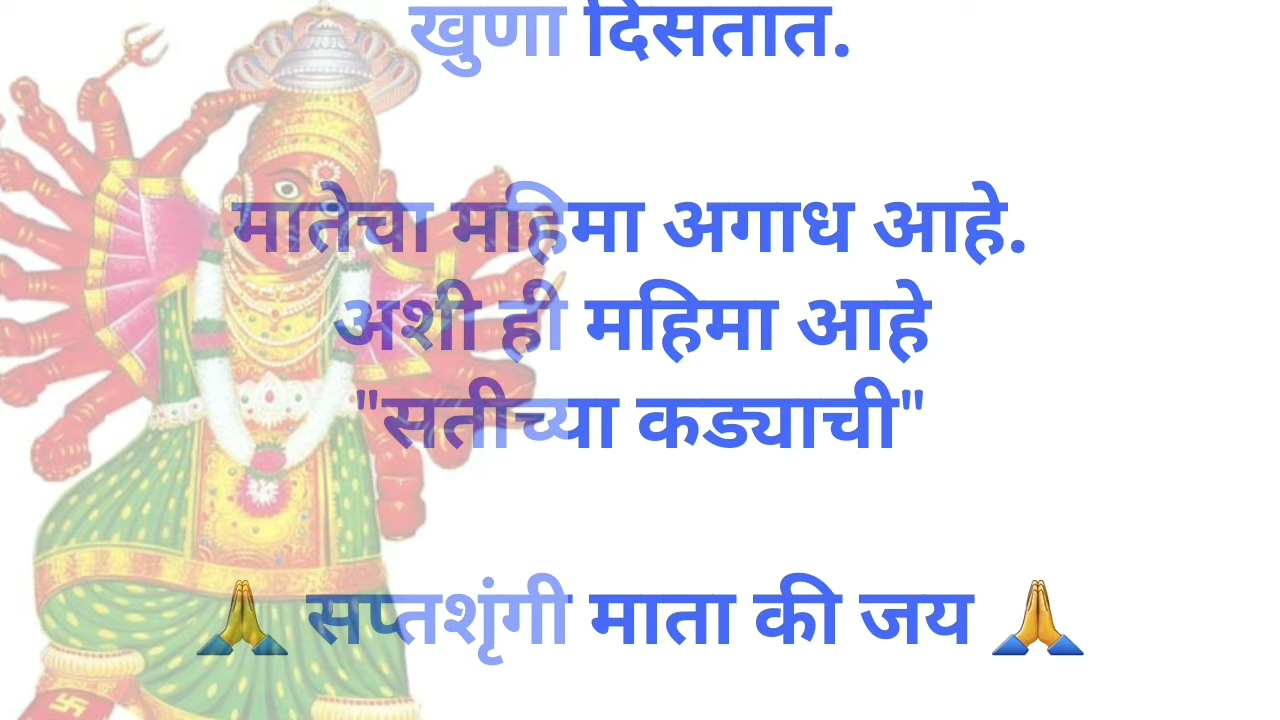 खुणा दिसतात.
मातेचा महिमा अगाध आहे.
अशी ही महिमा आहे
"सतीच्या कड्याची"
🙏 सप्तशृंगी माता की जय 🙏